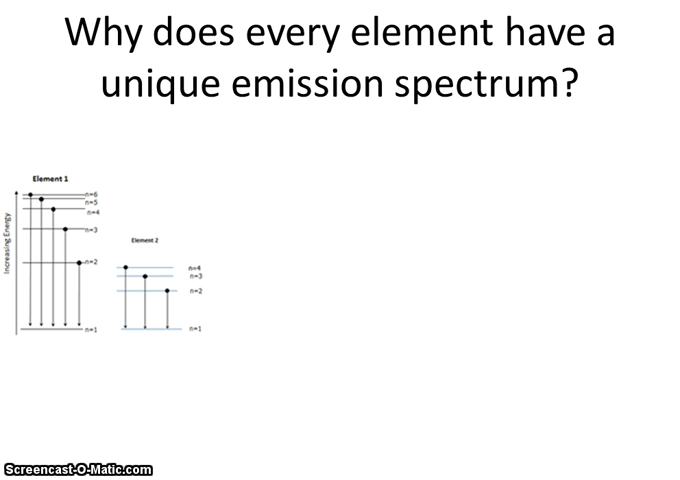 Why does every element have a
unique emission spectrum?
Element 1
n=6
n=5
n=4
n=3
n=2
n=1
Increasing Energy
Element 2
n=4
n=3
n=2
n=1
Screencast-O-Matic.com